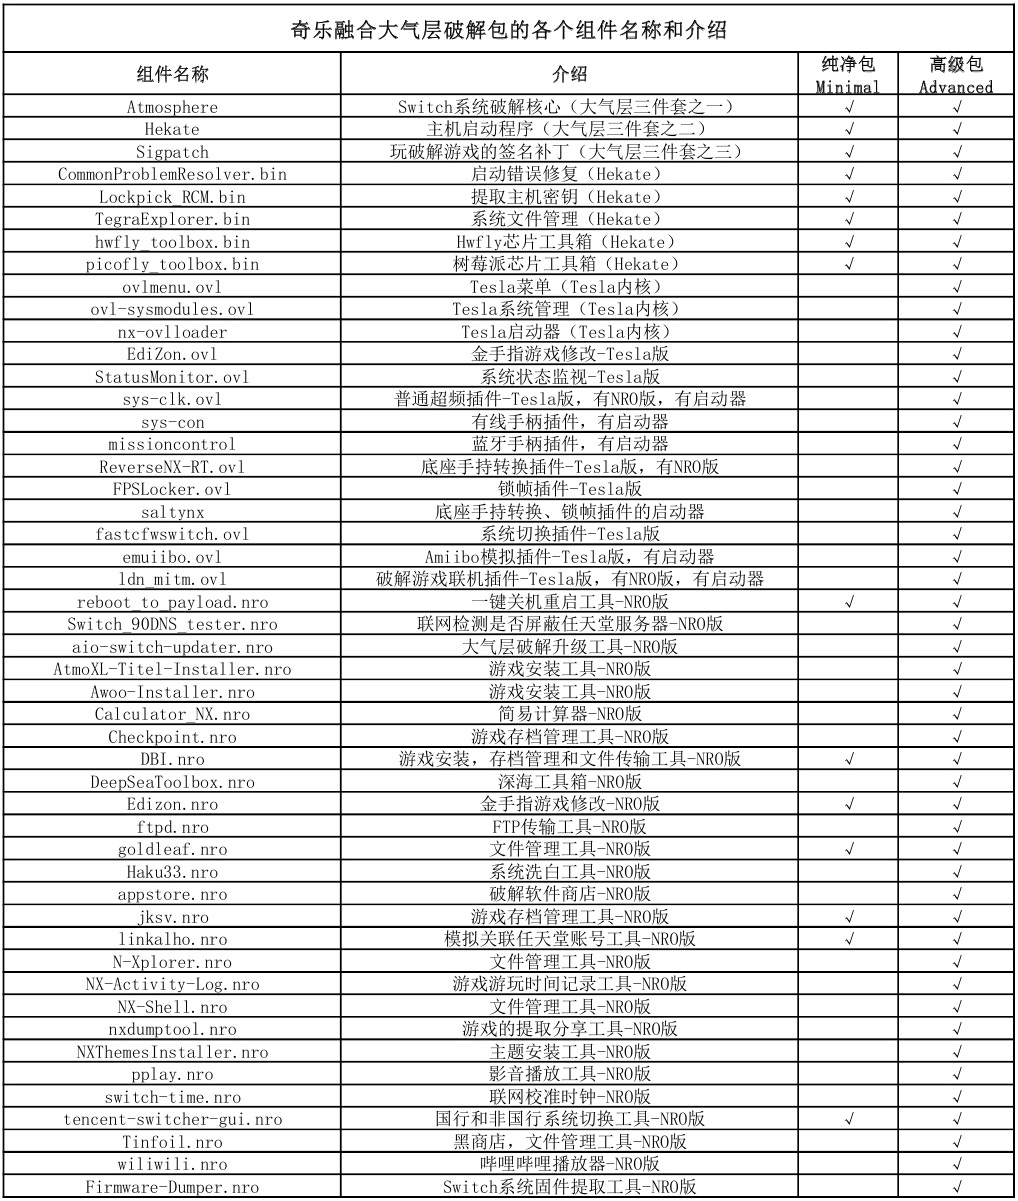 奇乐融合大气层破解包的各个组件名称和介绍
组件名称 介绍 纯净包 Minimal 高级包 Advanced
Atmosphere Switch系统破解核心（大气层三件套之一） √ √
Hekate 主机启动程序（大气层三件套之二） √ √
Sigpatch 玩破解游戏的签名补丁（大气层三件套之三） √ √
CommonProblemResolver.bin 启动错误修复（Hekate） √ √
Lockpick_RCM.bin 提取主机密钥（Hekate） √ √
TegraExplorer.bin 系统文件管理（Hekate） √ √
hwfly_toolbox.bin Hwfly芯片工具箱（Hekate） √ √
picofly_toolbox.bin 树莓派芯片工具箱（Hekate） √ √
ovlmenu.ovl Tesla菜单（Tesla内核） √
ovl-sysmodules.ovl Tesla系统管理（Tesla内核） √
nx-ovlloader Tesla启动器（Tesla内核） √
EdiZon.ovl 金手指游戏修改-Tesla版 √
StatusMonitor.ovl 系统状态监视-Tesla版 √
sys-clk.ovl 普通超频插件-Tesla版，有NRO版，有启动器 √
sys-con 有线手柄插件，有启动器 √
missioncontrol 蓝牙手柄插件，有启动器 √
ReverseNX-RT.ovl 底座手持转换插件-Tesla版，有NRO版 √
FPSLocker.ovl 锁帧插件-Tesla版 √
saltynx 底座手持转换、锁帧插件的启动器 √
fastcfwswitch.ovl 系统切换插件-Tesla版 √
emuiibo.ovl Amiibo模拟插件-Tesla版，有启动器 √
ldn_mitm.ovl 破解游戏联机插件-Tesla版，有NRO版，有启动器 √
reboot_to_payload.nro 一键关机重启工具-NRO版 √ √
Switch_90DNS_tester.nro 联网检测是否屏蔽任天堂服务器-NRO版 √
aio-switch-updater.nro 大气层破解升级工具-NRO版 √
AtmoXL-Titel-Installer.nro 游戏安装工具-NRO版 √
Awoo-Installer.nro 游戏安装工具-NRO版 √
Calculator_NX.nro 简易计算器-NRO版 √
Checkpoint.nro 游戏存档管理工具-NRO版 √
DBI.nro 游戏安装，存档管理和文件传输工具-NRO版 √ √
DeepSeaToolbox.nro 深海工具箱-NRO版 √
Edizon.nro 金手指游戏修改-NRO版 √ √
ftpd.nro FTP传输工具-NRO版 √
goldleaf.nro 文件管理工具-NRO版 √ √
Haku33.nro 系统洗白工具-NRO版 √
appstore.nro 破解软件商店-NRO版 √
jksv.nro 游戏存档管理工具-NRO版 √ √
linkalho.nro 模拟关联任天堂账号工具-NRO版 √ √
N-Xplorer.nro 文件管理工具-NRO版 √
NX-Activity-Log.nro 游戏游玩时间记录工具-NRO版 √
NX-Shell.nro 文件管理工具-NRO版 √
nxdumptool.nro 游戏的提取分享工具-NRO版 √
NXThemesInstaller.nro 主题安装工具-NRO版 √
pplay.nro 影音播放工具-NRO版 √
switch-time.nro 联网校准时钟-NRO版 √
tencent-switcher-gui.nro 国行和非国行系统切换工具-NRO版 √ √
Tinfoil.nro 黑商店，文件管理工具-NRO版 √
wiliwili.nro 哔哩哔哩播放器-NRO版 √
Firmware-Dumper.nro Switch系统固件提取工具-NRO版 √